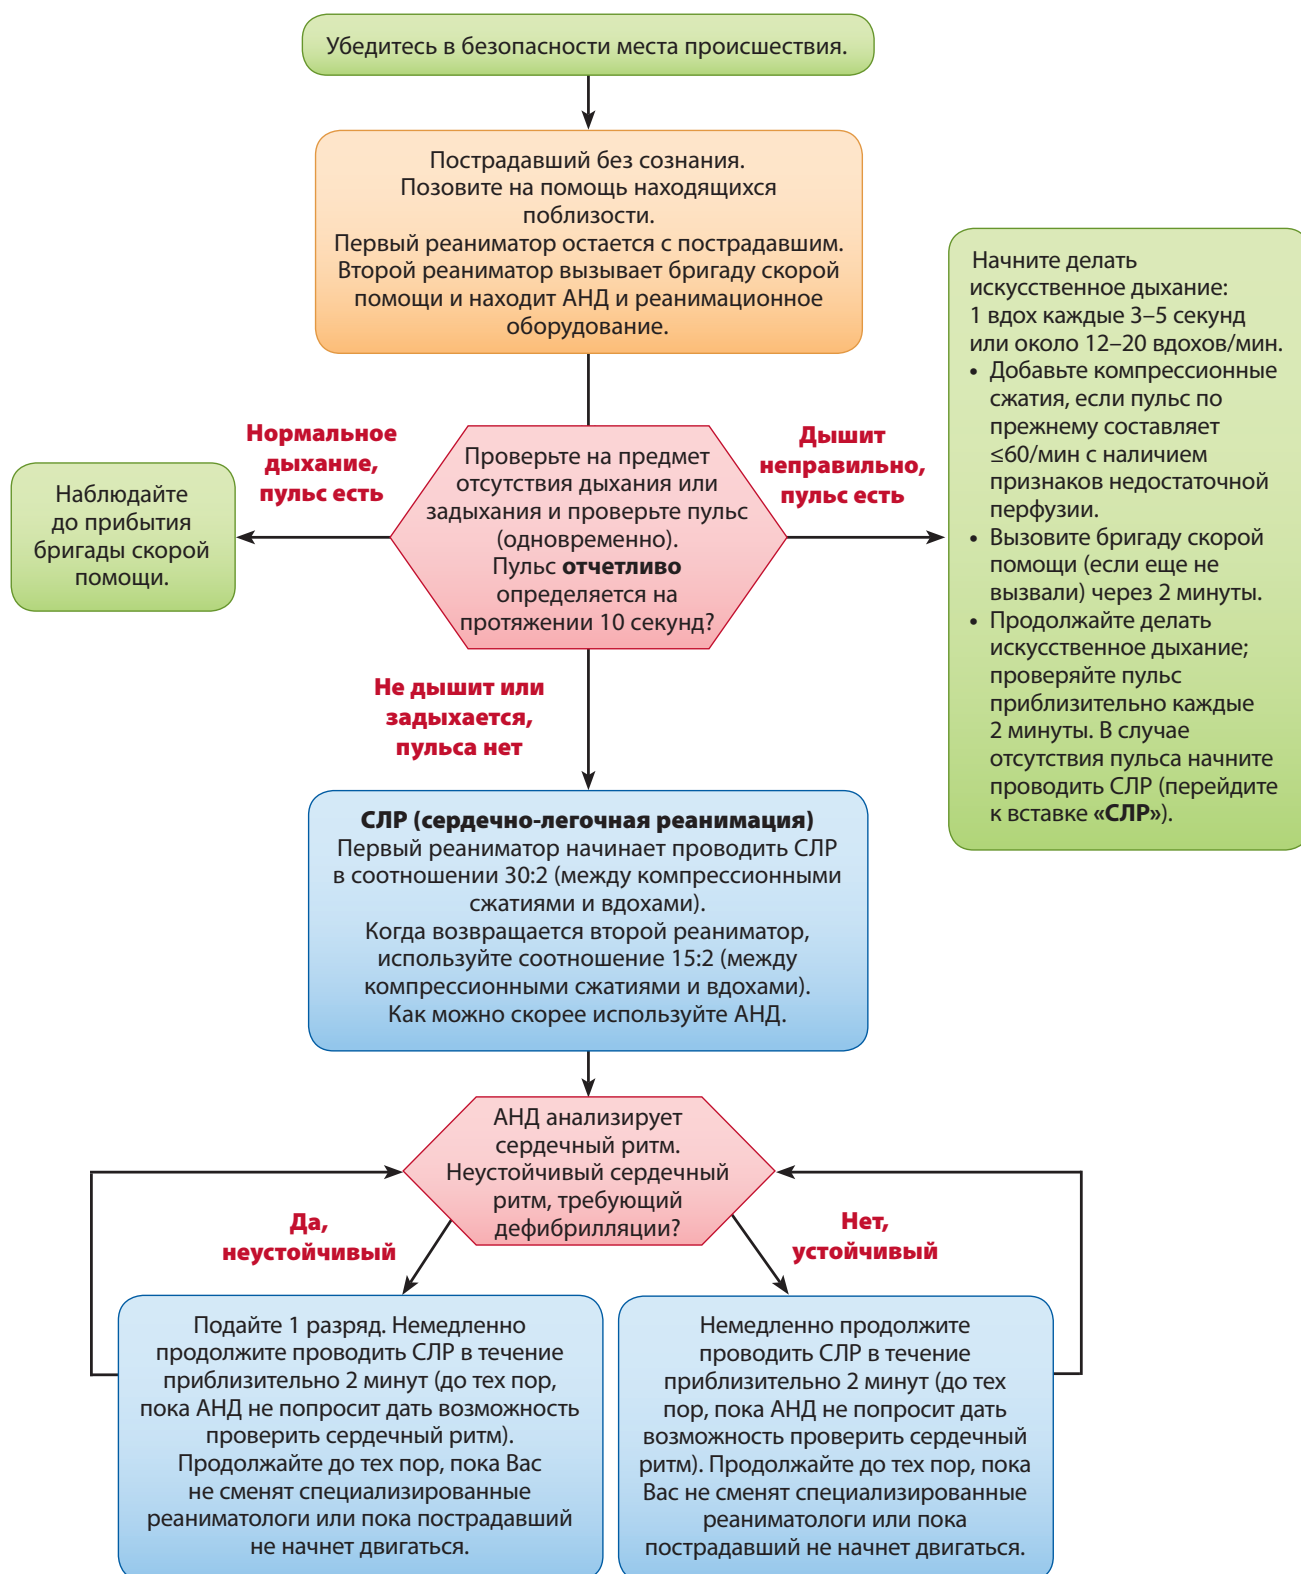 Убедитесь в безопасности места происшествия.
Пострадавший без сознания.
Позовите на помощь находящихся
поблизости.
Первый реаниматор остается с пострадавшим.
Второй реаниматор вызывает бригаду скорой
помощи и находит АНД и реанимационное
оборудование.
Нормальное
дыхание,
пульс есть
Наблюдайте
до прибытия
бригады скорой
помощи.
Проверьте на предмет
отсутствия дыхания или
задыхания и проверьте пульс
(одновременно).
Пульс отчетливо
определяется на
протяжении 10 секунд?
Дышит
неправильно,
пульс есть
Начните делать
искусственное дыхание:
1 вдох каждые 3–5 секунд
или около 12–20 вдохов/мин.
• Добавьте компрессионные
сжатия, если пульс по
прежнему составляет
≤60/мин с наличием
признаков недостаточной
перфузии.
• Вызовите бригаду скорой
помощи (если еще не
вызвали) через 2 минуты.
• Продолжайте делать
искусственное дыхание;
проверяйте пульс
приблизительно каждые
2 минуты. В случае
отсутствия пульса начните
проводить СЛР (перейдите
к вставке «СЛР»).
Не дышит или
задыхается,
пульса нет
СЛР (сердечно-легочная реанимация)
Первый реаниматор начинает проводить СЛР
в соотношении 30:2 (между компрессионными
сжатиями и вдохами).
Когда возвращается второй реаниматор,
используйте соотношение 15:2 (между
компрессионными сжатиями и вдохами).
Как можно скорее используйте АНД.
АНД анализирует
сердечный ритм.
Неустойчивый сердечный
ритм, требующий
дефибрилляции?
Да,
неустойчивый
Нет,
устойчивый
Подайте 1 разряд. Немедленно
продолжите проводить СЛР в течение
приблизительно 2 минут (до тех пор,
пока АНД не попросит дать возможность
проверить сердечный ритм).
Продолжайте до тех пор, пока Вас
не сменят специализированные
реаниматологи или пока пострадавший
не начнет двигаться.
Немедленно продолжите
проводить СЛР в течение
приблизительно 2 минут (до тех
пор, пока АНД не попросит дать
возможность проверить сердечный
ритм). Продолжайте до тех пор, пока
Вас не сменят специализированные
реаниматологи или пока
пострадавший не начнет двигаться.